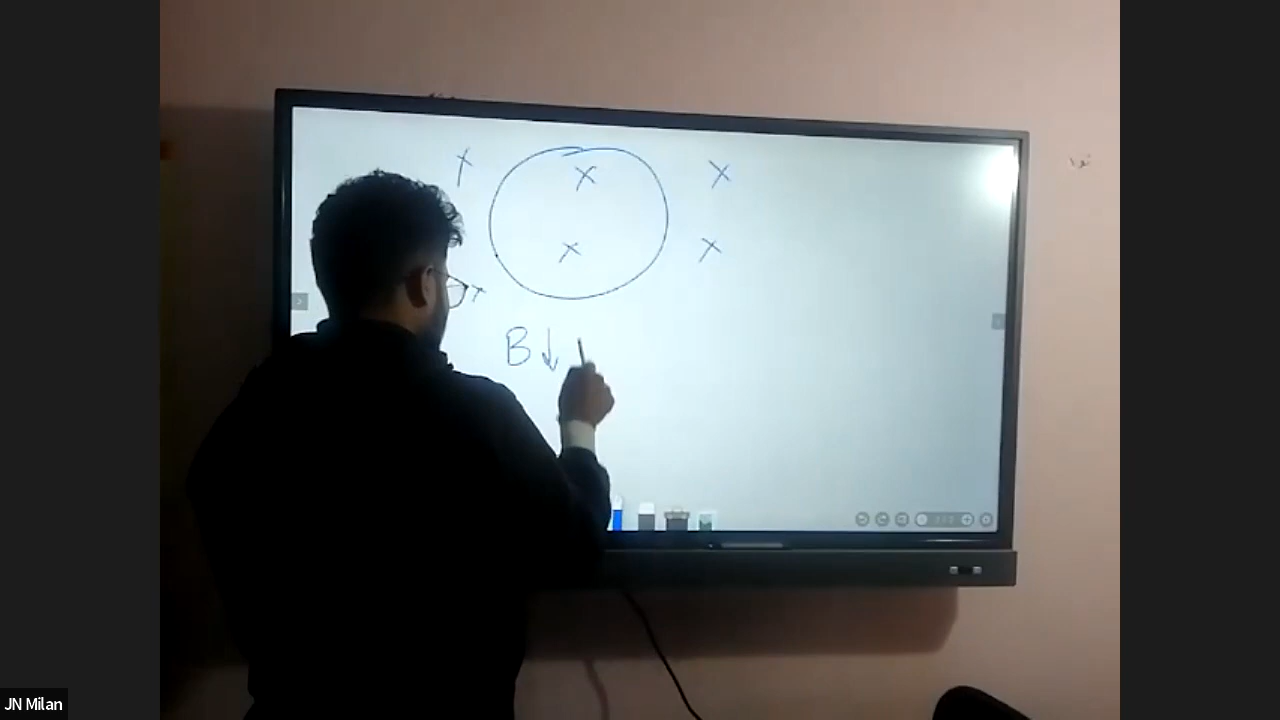 x x x
x x
x
B ↓
JN Milan